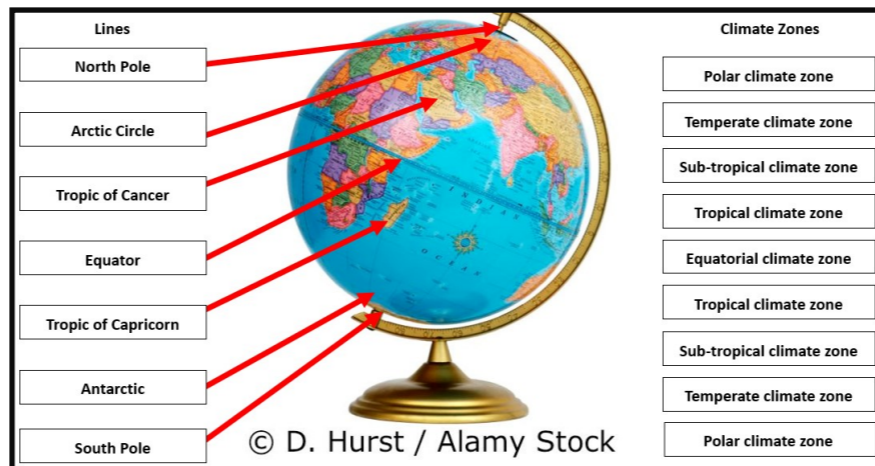 Lines
North Pole
Arctic Circle
Tropic of Cancer
Equator
Tropic of Capricorn
Antarctic
South Pole
INDIAN
OCEAN
© D. Hurst / Alamy Stock
Climate Zones
Polar climate zone
Temperate climate zone
Sub-tropical climate zone
Tropical climate zone
Equatorial climate zone
Tropical climate zone
Sub-tropical climate zone
Temperate climate zone
Polar climate zone